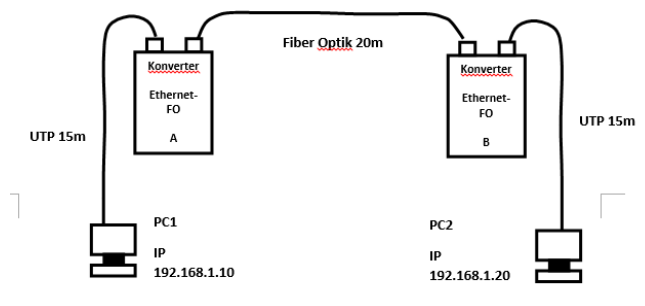 Fiber Optik 20m
Konverter
Ethernet-
FO
A
Konverter
Ethernet-
FO
B
UTP 15m
UTP 15m
PC1
IP
192.168.1.10
PC2
IP
192.168.1.20